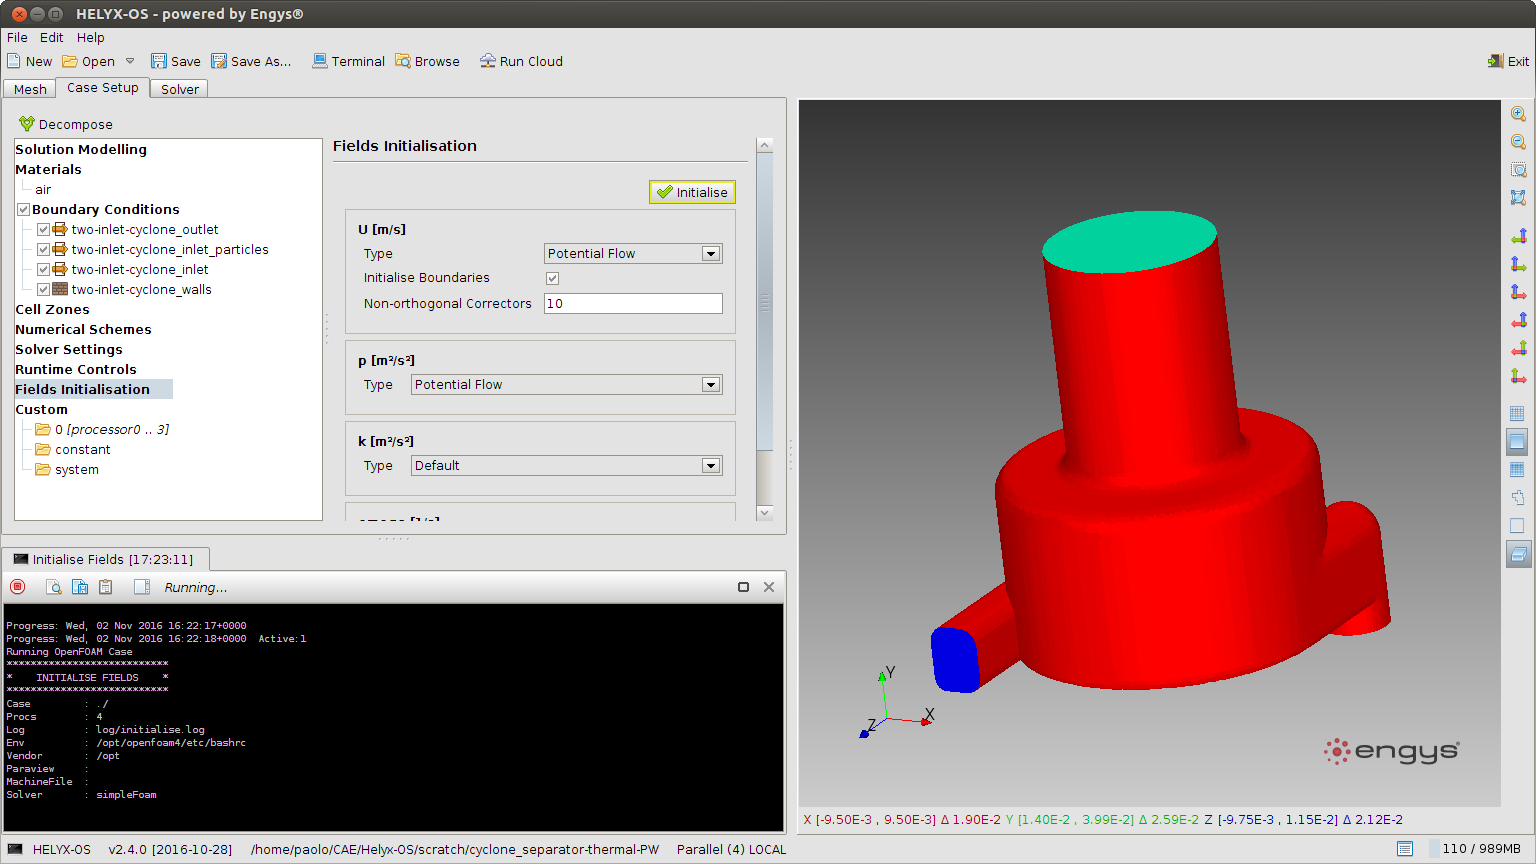 HELYX-OS - powered by Engys®
File Edit Help
New Open Save Save As... Terminal Browse Run Cloud Exit
Mesh Case Setup Solver
Decompose
Solution Modelling
Materials
air
Boundary Conditions
two-inlet-cyclone_outlet
two-inlet-cyclone_inlet_particles
two-inlet-cyclone_inlet
two-inlet-cyclone_walls
Cell Zones
Numerical Schemes
Solver Settings
Runtime Controls
Fields Initialisation
Custom
0 [processor0 .. 3]
constant
system
Fields Initialisation
Initialise
U [m/s]
Type Potential Flow
Initialise Boundaries
Non-orthogonal Correctors 10
p [m²/s²]
Type Potential Flow
k [m²/s²]
Type Default
Initialise Fields [17:23:11]
Running...
Progress: Wed, 02 Nov 2016 16:22:17+0000
Progress: Wed, 02 Nov 2016 16:22:18+0000 Active:1
Running OpenFOAM Case
***************************
* INITIALISE FIELDS *
***************************
Case : ./
Procs : 4
Log : log/initialise.log
Env : /opt/openfoam4/etc/bashrc
Vendor : /opt
Paraview :
MachineFile :
Solver : simpleFoam
Y
X
Z
engys®
X [-9.50E-3 , 9.50E-3] Δ 1.90E-2 Y [1.40E-2 , 3.99E-2] Δ 2.59E-2 Z [-9.75E-3 , 1.15E-2] Δ 2.12E-2
HELYX-OS v2.4.0 [2016-10-28] /home/paolo/CAE/Helyx-OS/scratch/cyclone_separator-thermal-PW Parallel (4) LOCAL 110 / 989MB